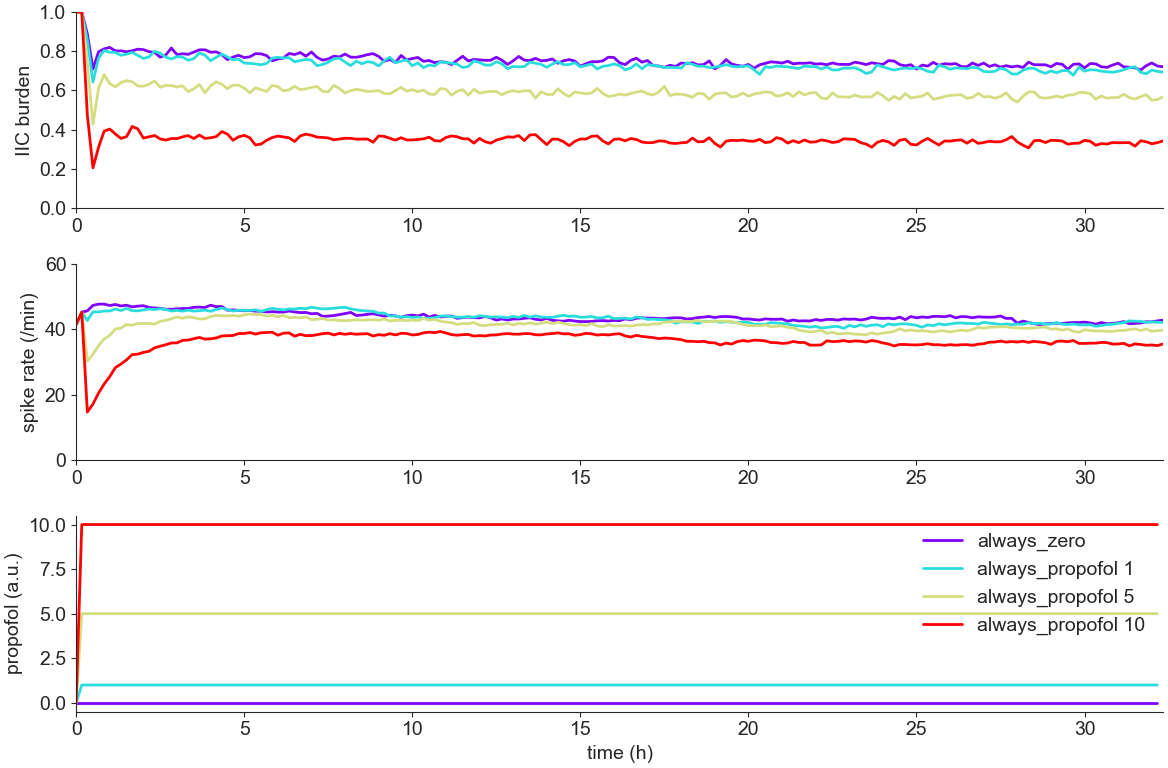 IIC burden
1.0
0.8
0.6
0.4
0.2
0.0
0 5 10 15 20 25 30
spike rate (/min)
60
40
20
0
0 5 10 15 20 25 30
propofol (a.u.)
10.0
7.5
5.0
2.5
0.0
always_zero
always_propofol 1
always_propofol 5
always_propofol 10
0 5 10 15 20 25 30
time (h)